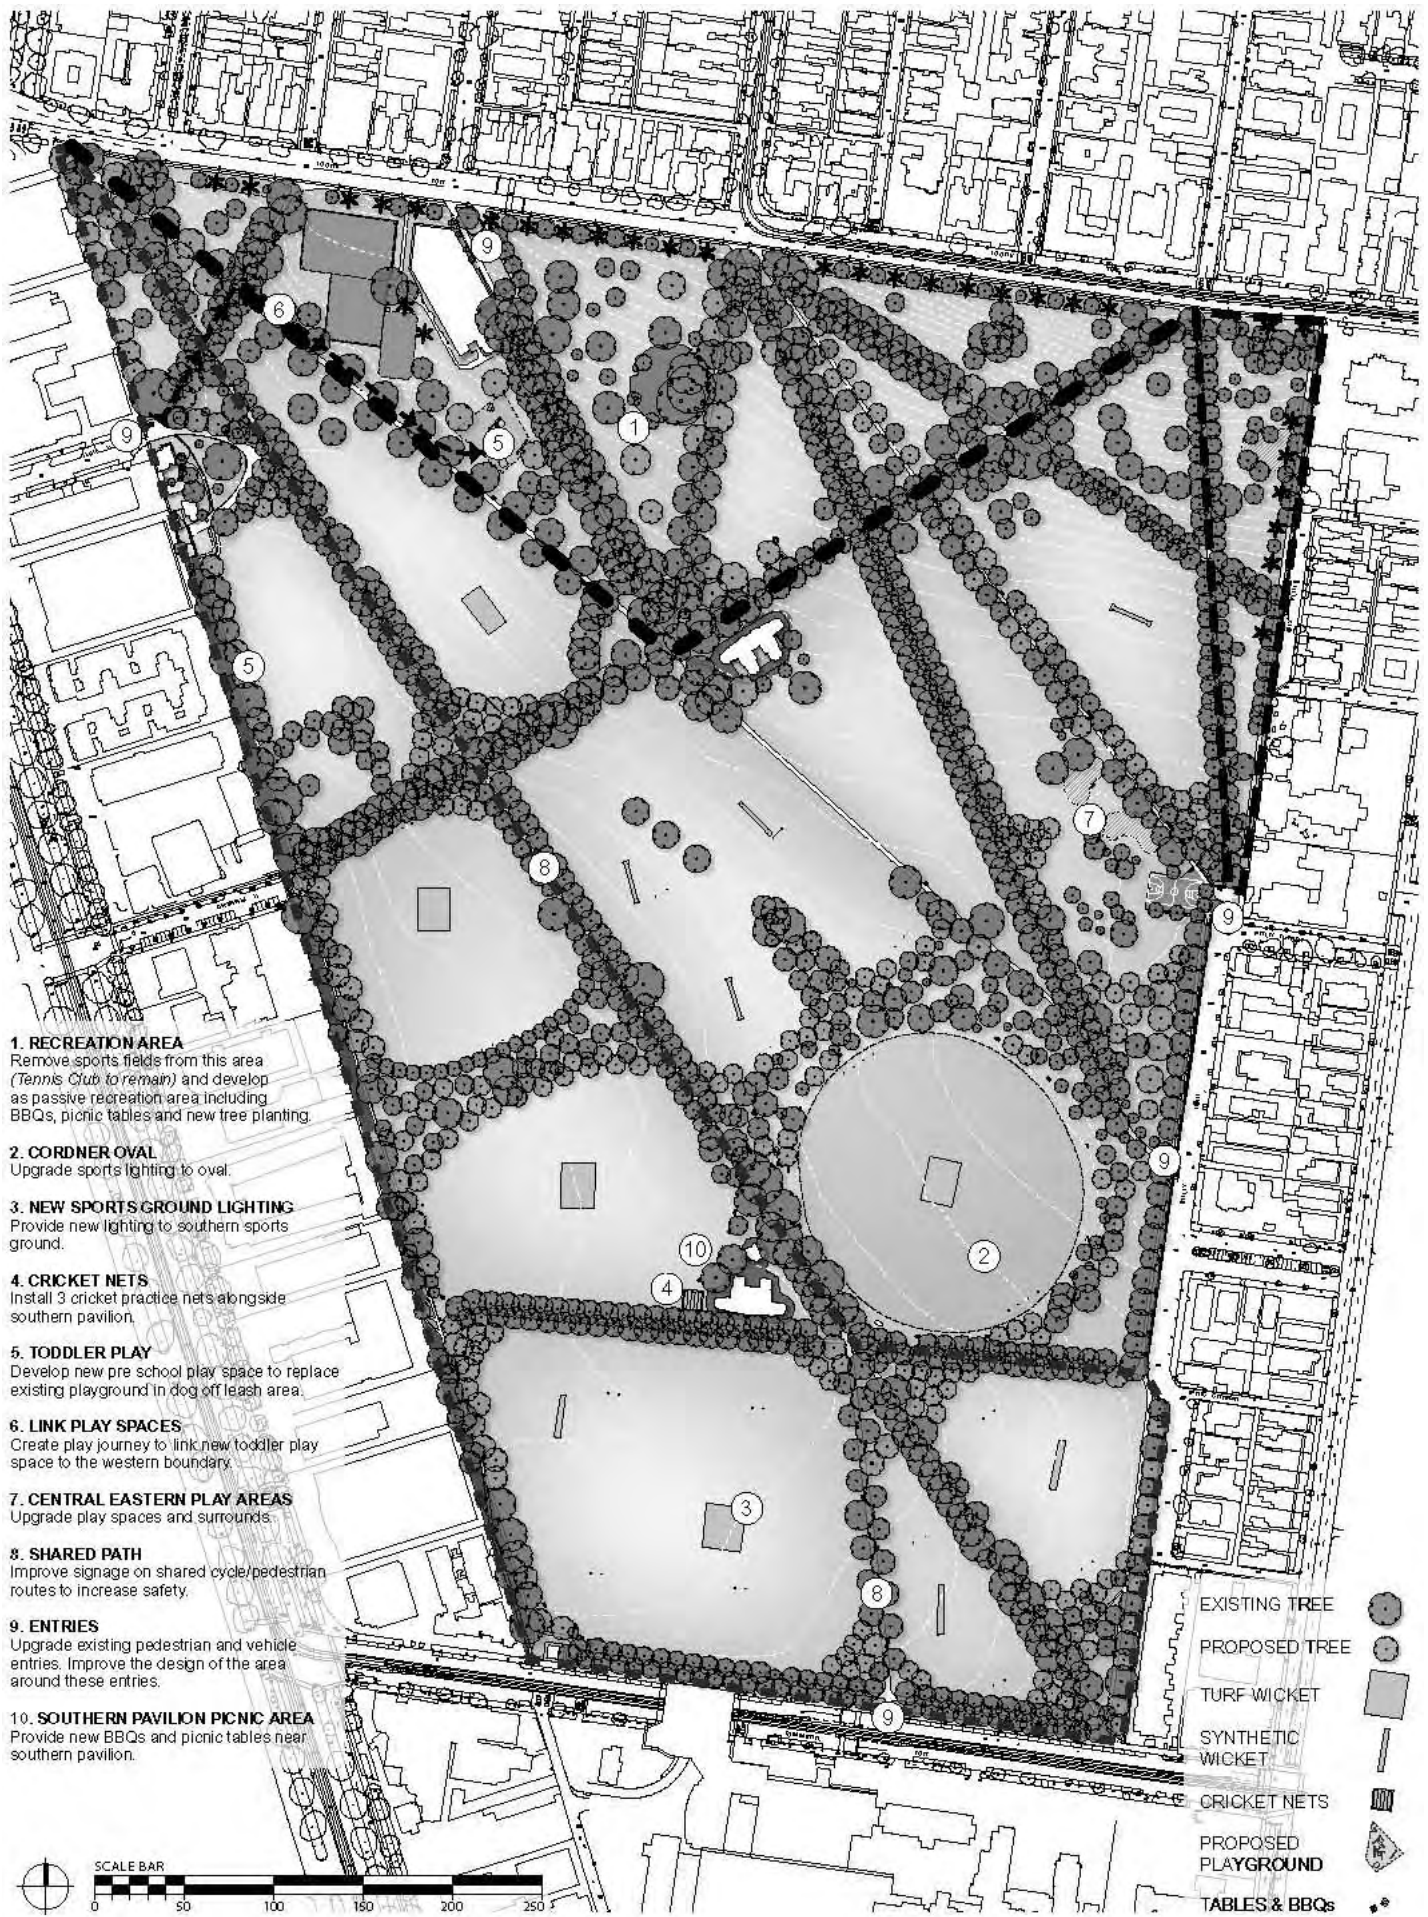 1. RECREATION AREA
Remove sports fields from this area
(Tennis Club to remain) and develop
as passive recreation area including
BBQs, picnic tables and new tree planting.
2. CORDNER OVAL
Upgrade sports lighting to oval.
3. NEW SPORTS GROUND LIGHTING
Provide new lighting to southern sports
ground.
4. CRICKET NETS
Install 3 cricket practice nets alongside
southern pavilion.
5. TODDLER PLAY
Develop new pre school play space to replace
existing playground in dog off leash area.
6. LINK PLAY SPACES
Create play journey to link new toddler play
space to the western boundary.
7. CENTRAL EASTERN PLAY AREAS
Upgrade play spaces and surrounds.
8. SHARED PATH
Improve signage on shared cycle/pedestrian
routes to increase safety.
9. ENTRIES
Upgrade existing pedestrian and vehicle
entries. Improve the design of the area
around these entries.
10. SOUTHERN PAVILION PICNIC AREA
Provide new BBQs and picnic tables near
southern pavilion.
9
6
5
1
9
5
7
8
9
9
10
2
4
3
8
9
EXISTING TREE
PROPOSED TREE
TURF WICKET
SYNTHETIC
WICKET
CRICKET NETS
PROPOSED
PLAYGROUND
TABLES & BBQs
SCALE BAR
0 50 100 150 200 250